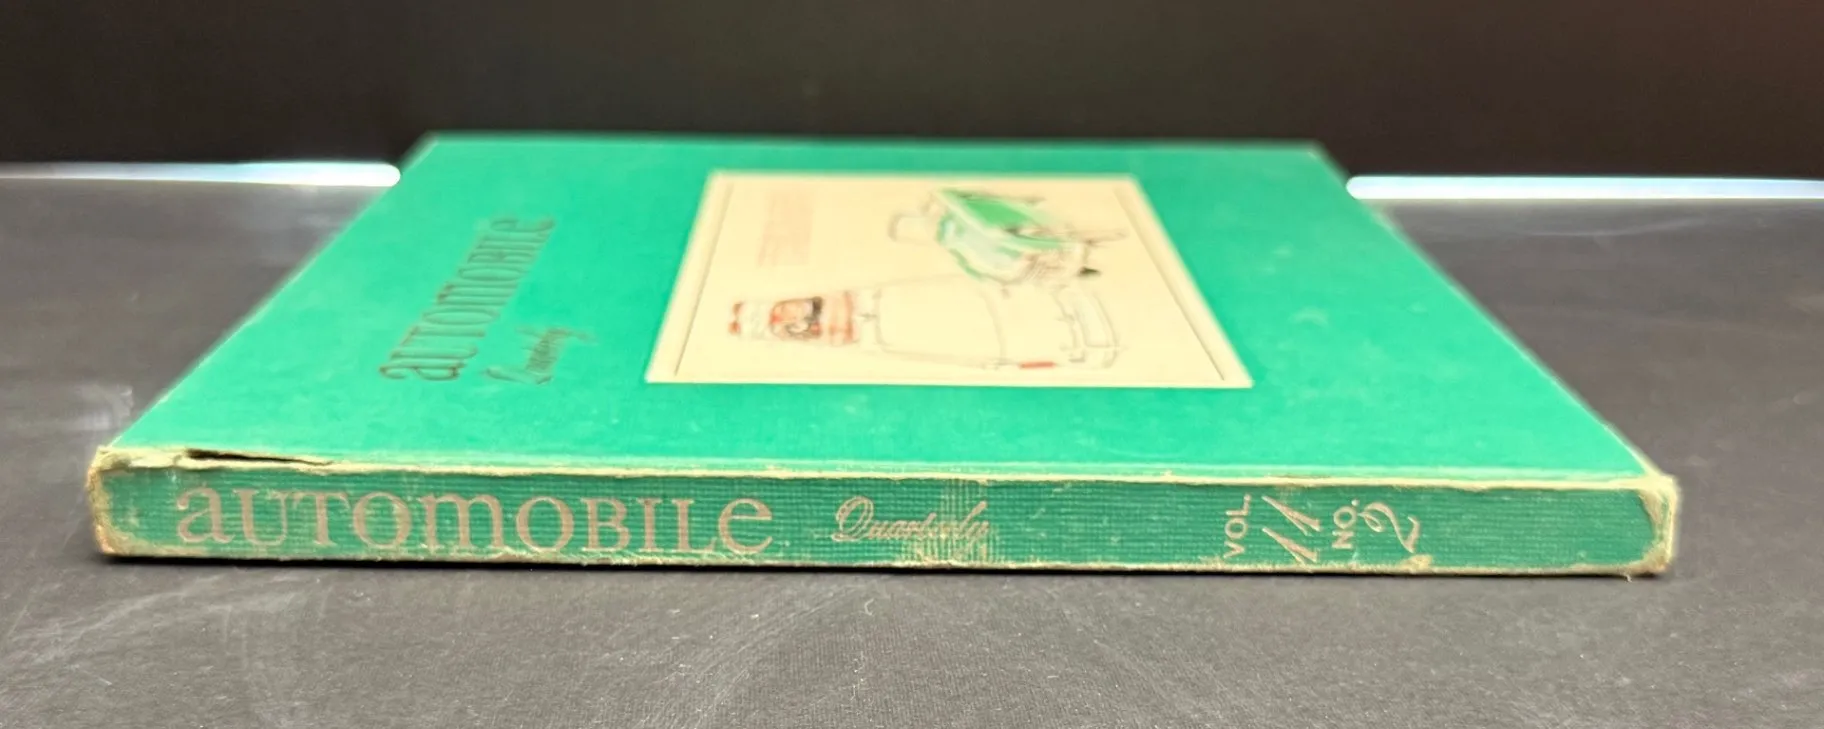 aUTOMOBILE
Quarterly
aUTOMOBILE Quarterly VOL. 11 NO. 2